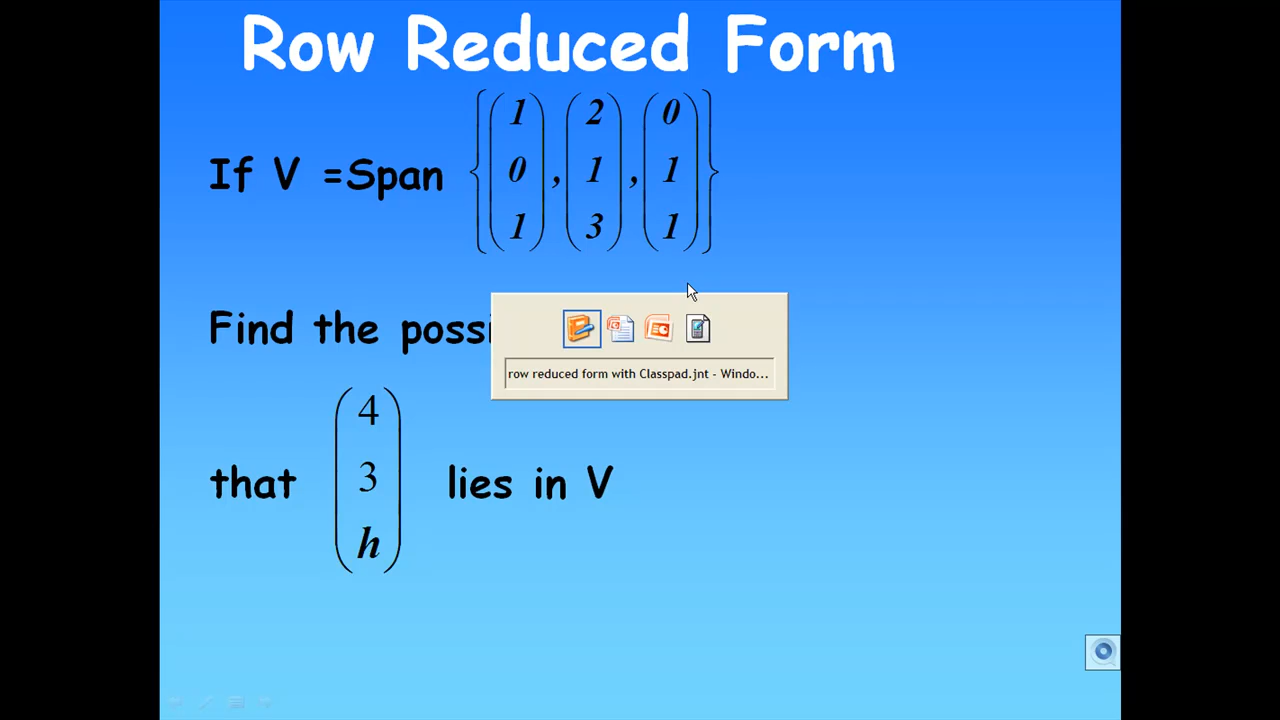 Row Reduced Form
If V =Span {(1 0 1), (2 1 3), (0 1 1)}
Find the possi
row reduced form with Classpad.jnt - Windo...
that (4 3 h) lies in V